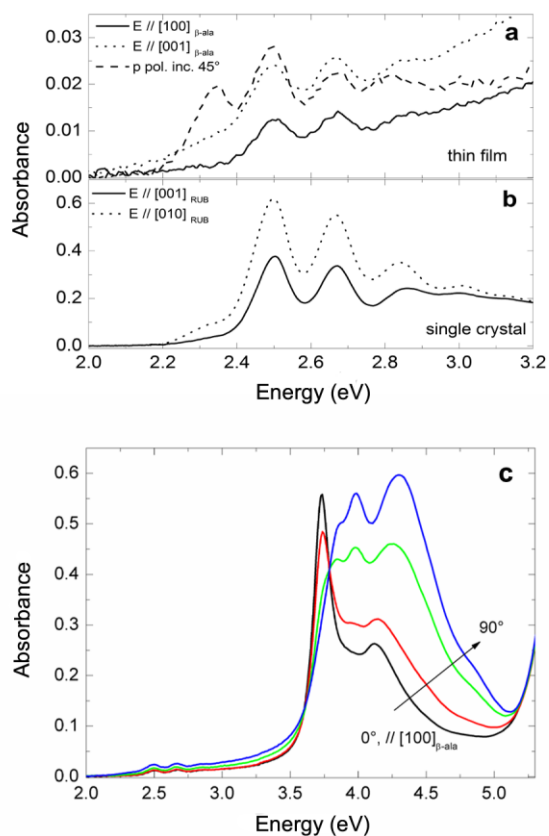 E // [100] β-ala
E // [001] β-ala
p pol. inc. 45°
a
0.03
0.02
0.01
0.00
thin film
E // [001] RUB
E // [010] RUB
b
0.6
0.4
0.2
0.0
single crystal
Absorbance
2.0 2.2 2.4 2.6 2.8 3.0 3.2
Energy (eV)
c
0.6
0.5
0.4
0.3
0.2
0.1
0.0
Absorbance
90°
0°, // [100]β-ala
2.0 2.5 3.0 3.5 4.0 4.5 5.0
Energy (eV)